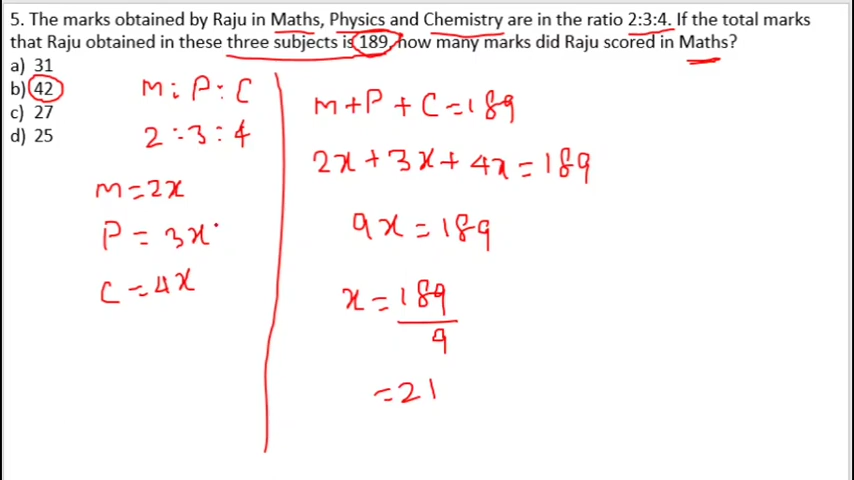 5. The marks obtained by Raju in Maths, Physics and Chemistry are in the ratio 2:3:4. If the total marks
that Raju obtained in these three subjects is 189, how many marks did Raju scored in Maths?
a) 31
b) 42
c) 27
d) 25
M : P : C
2 : 3 : 4
M = 2x
P = 3x
C = 4x
M + P + C = 189
2x + 3x + 4x = 189
9x = 189
x = 189
9
= 21